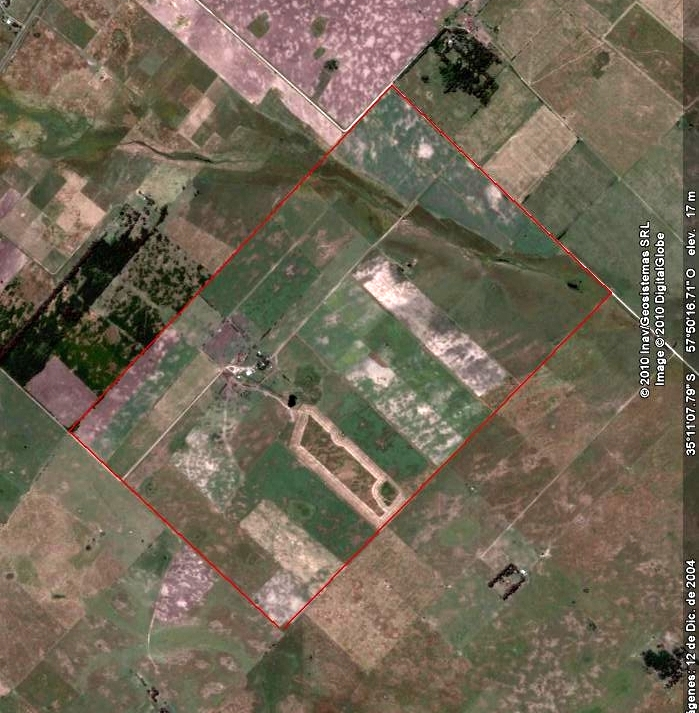 © 2010 Inav/Geosistemas SRL
Image © 2010 DigitalGlobe
35°11'07.79" S 57°50'16.71" O elev. 17 m
ágenes: 12 de Dic. de 2004